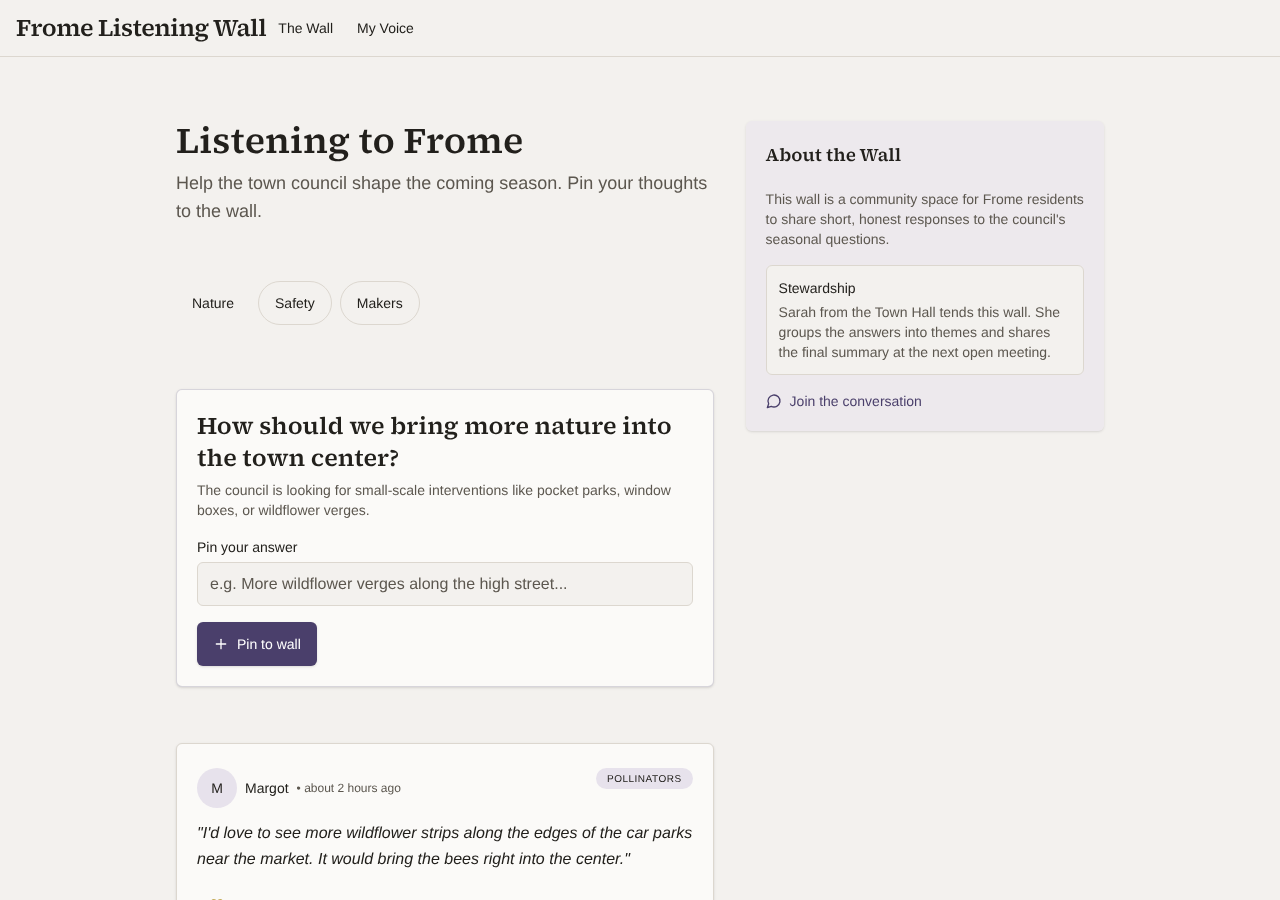 Frome Listening Wall
The Wall
My Voice
Listening to Frome
Help the town council shape the coming season. Pin your thoughts
to the wall.
Nature
Safety
Makers
How should we bring more nature into
the town center?
The council is looking for small-scale interventions like pocket parks, window
boxes, or wildflower verges.
Pin your answer
e.g. More wildflower verges along the high street...
Pin to wall
M
Margot
• about 2 hours ago
POLLINATORS
"I'd love to see more wildflower strips along the edges of the car parks
near the market. It would bring the bees right into the center."
About the Wall
This wall is a community space for Frome residents
to share short, honest responses to the council's
seasonal questions.
Stewardship
Sarah from the Town Hall tends this wall. She
groups the answers into themes and shares
the final summary at the next open meeting.
Join the conversation